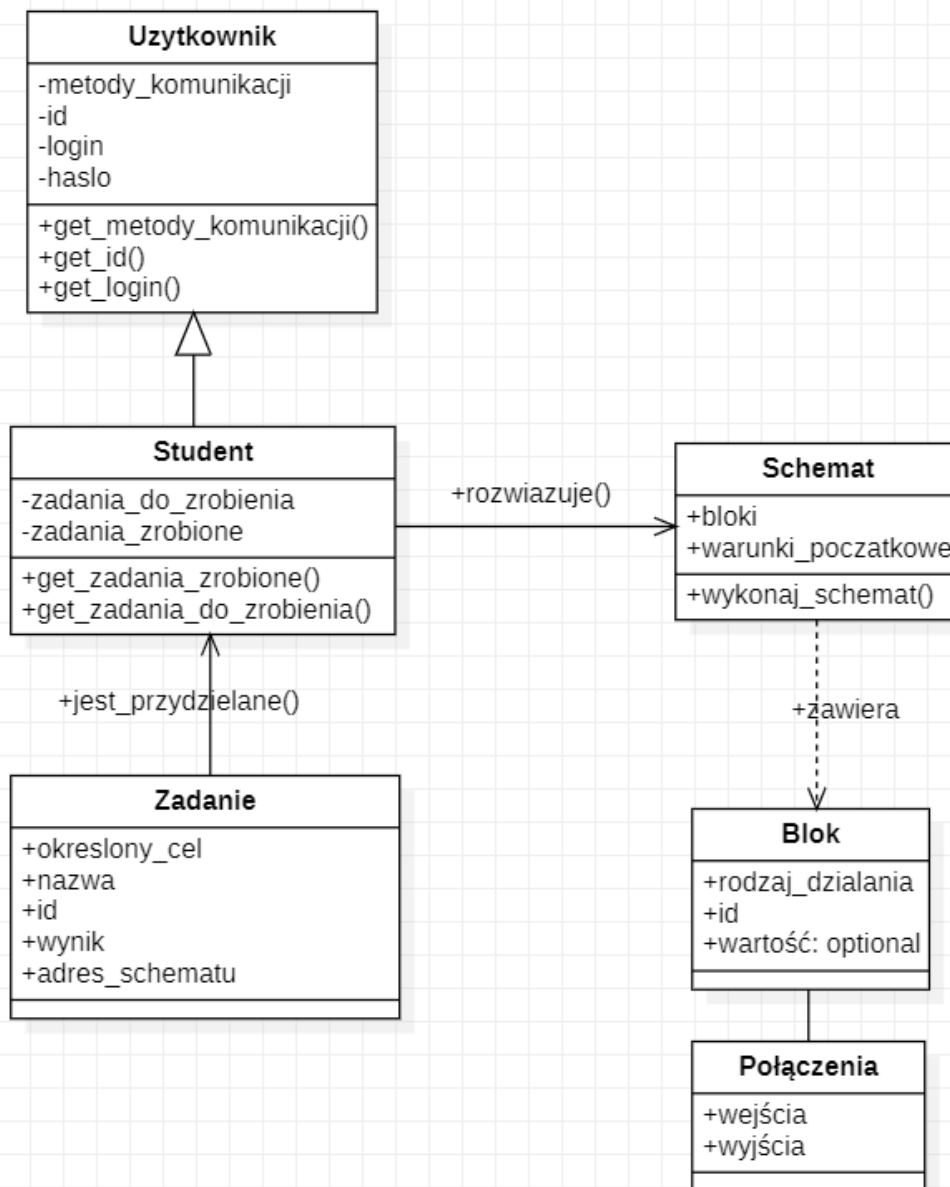 Uzytkownik
-metody_komunikacji
-id
-login
-haslo
+get_metody_komunikacji()
+get_id()
+get_login()
Student
-zadania_do_zrobienia
-zadania_zrobione
+get_zadania_zrobione()
+get_zadania_do_zrobienia()
+rozwiazuje()
Schemat
+bloki
+warunki_poczatkowe
+wykonaj_schemat()
+jest_przydzielane()
+zawiera
Zadanie
+okreslony_cel
+nazwa
+id
+wynik
+adres_schematu
Blok
+rodzaj_dzialania
+id
+wartość: optional
Połączenia
+wejścia
+wyjścia